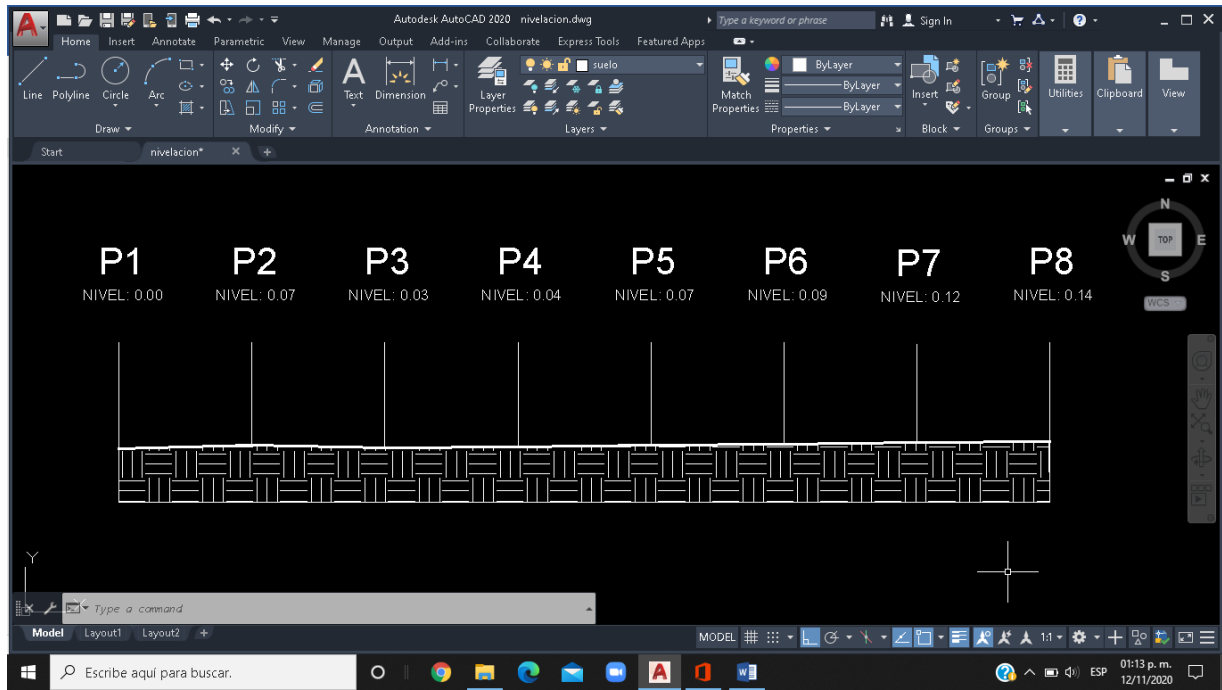 Autodesk AutoCAD 2020 nivelacion.dwg
Type a keyword or phrase
Sign In
Home Insert Annotate Parametric View Manage Output Add-ins Collaborate Express Tools Featured Apps
suelo
ByLayer
Line Polyline Circle Arc
Text Dimension
Layer Properties
Match Properties
ByLayer
ByLayer
Insert
Group
Utilities
Clipboard
View
Draw Modify Annotation Layers Properties Block Groups
Start nivelacion*
N
W TOP E
S
WCS
P1 P2 P3 P4 P5 P6 P7 P8
NIVEL: 0.00 NIVEL: 0.07 NIVEL: 0.03 NIVEL: 0.04 NIVEL: 0.07 NIVEL: 0.09 NIVEL: 0.12 NIVEL: 0.14
Y
X
Type a command
Model Layout1 Layout2 +
MODEL 1:1
Escribe aquí para buscar.
ESP
01:13 p. m.
12/11/2020